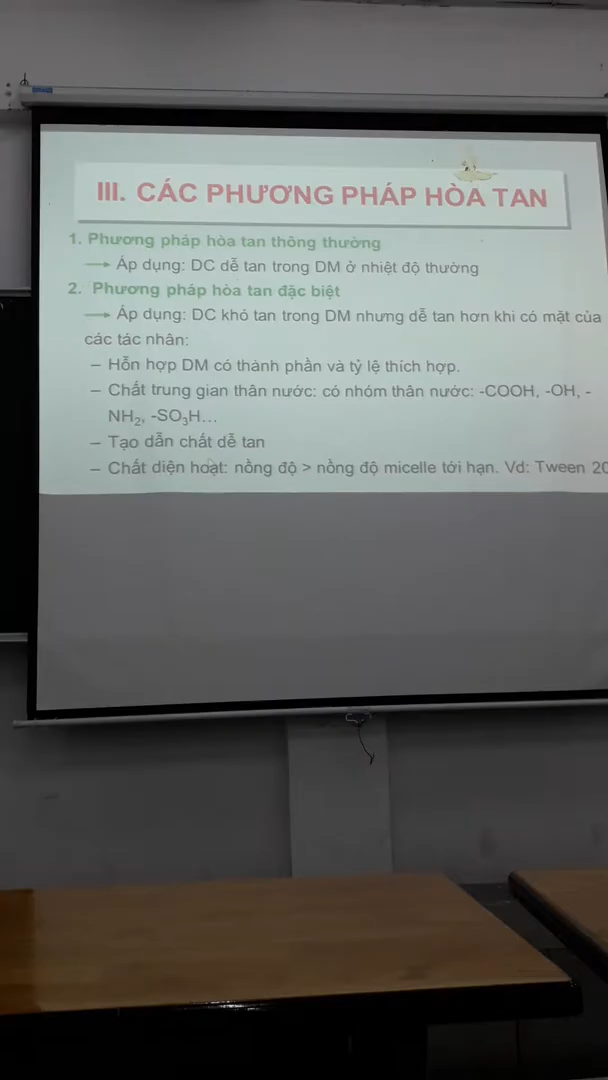 III. CÁC PHƯƠNG PHÁP HÒA TAN
1. Phương pháp hòa tan thông thường
Áp dụng: DC dễ tan trong DM ở nhiệt độ thường
2. Phương pháp hòa tan đặc biệt
Áp dụng: DC khó tan trong DM nhưng dễ tan hơn khi có mặt của
các tác nhân:
– Hỗn hợp DM có thành phần và tỷ lệ thích hợp.
– Chất trung gian thân nước: có nhóm thân nước: -COOH, -OH, -
NH₂, -SO₃H...
– Tạo dẫn chất dễ tan
– Chất diện hoạt: nồng độ > nồng độ micelle tới hạn. Vd: Tween 20